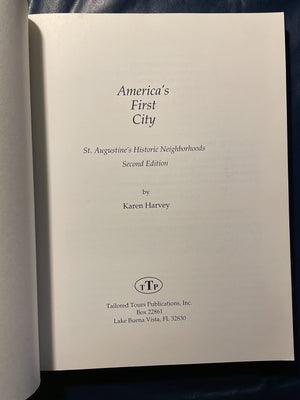 America's
First
City
St. Augustine's Historic Neighborhoods
Second Edition
by
Karen Harvey
TTP
Tailored Tours Publications, Inc.
Box 22861
Lake Buena Vista, FL 32830